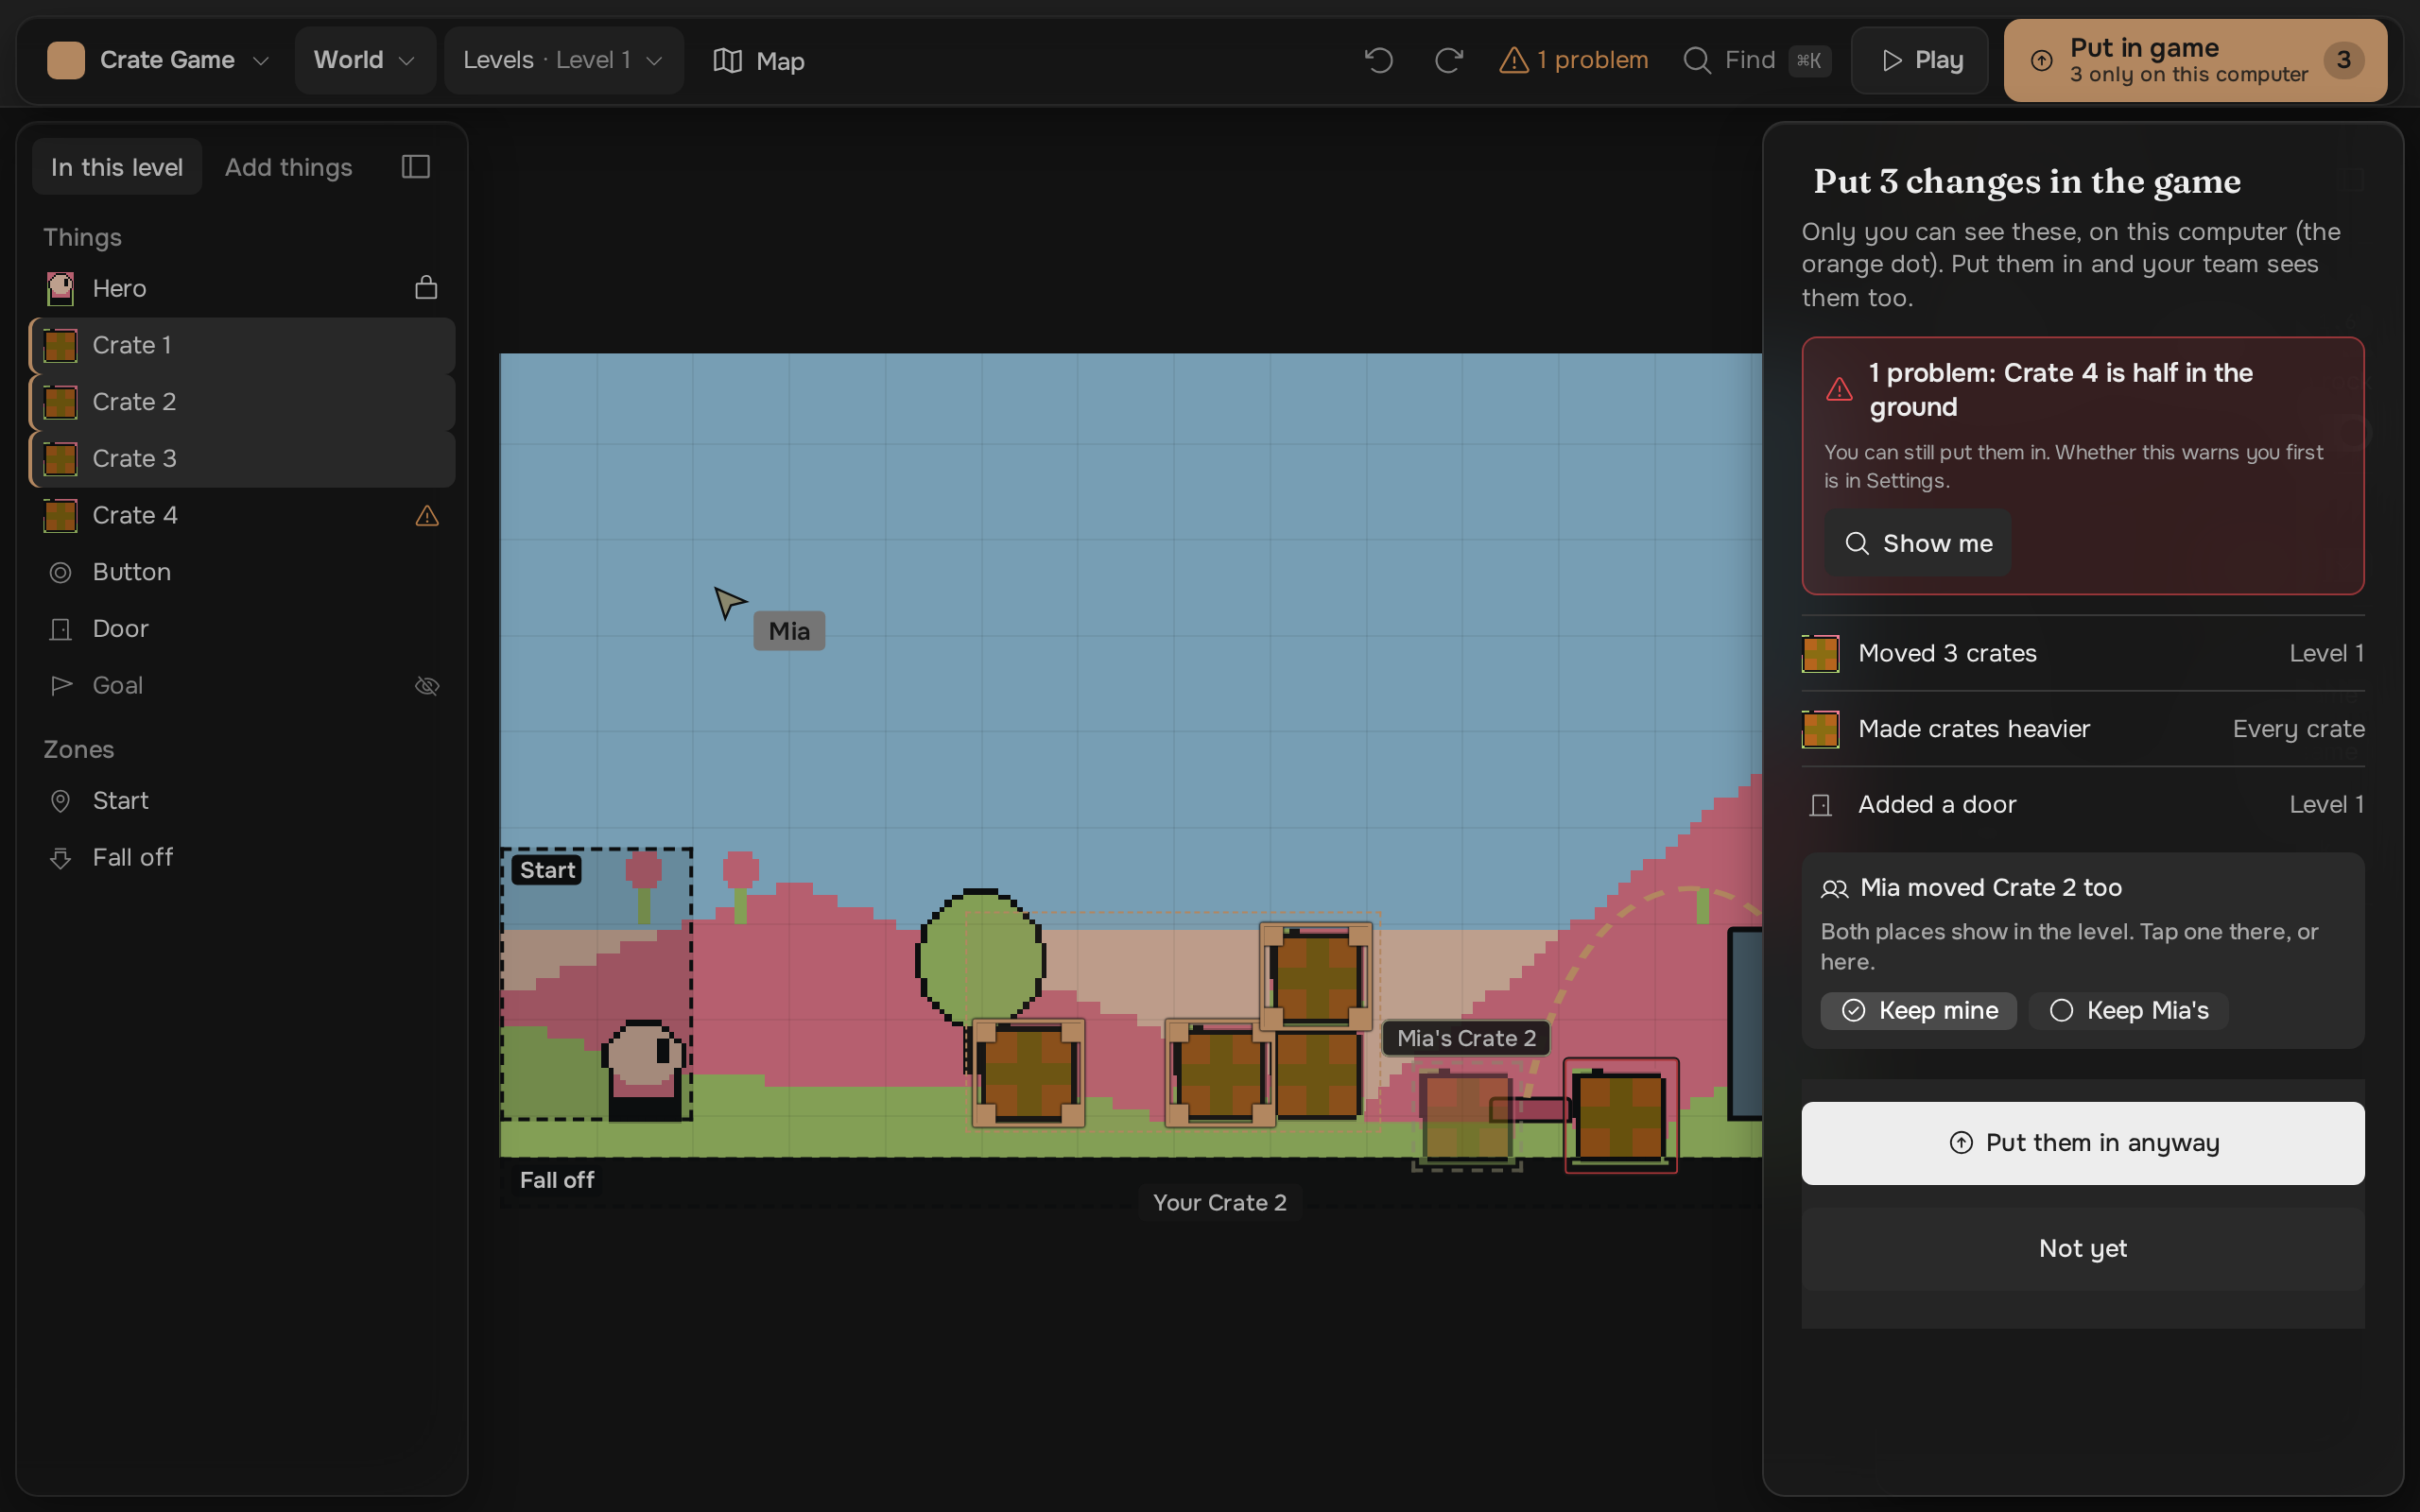 Crate Game
World
Levels · Level 1
Map
1 problem
Find ⌘K
Play
Put in game
3 only on this computer
3
In this level
Add things
Things
Hero
Crate 1
Crate 2
Crate 3
Crate 4
Button
Door
Goal
Zones
Start
Fall off
Mia
Start
Mia's Crate 2
Fall off
Your Crate 2
Put 3 changes in the game
Only you can see these, on this computer (the
orange dot). Put them in and your team sees
them too.
1 problem: Crate 4 is half in the
ground
You can still put them in. Whether this warns you first
is in Settings.
Show me
Moved 3 crates Level 1
Made crates heavier Every crate
Added a door Level 1
Mia moved Crate 2 too
Both places show in the level. Tap one there, or
here.
Keep mine
Keep Mia's
Put them in anyway
Not yet